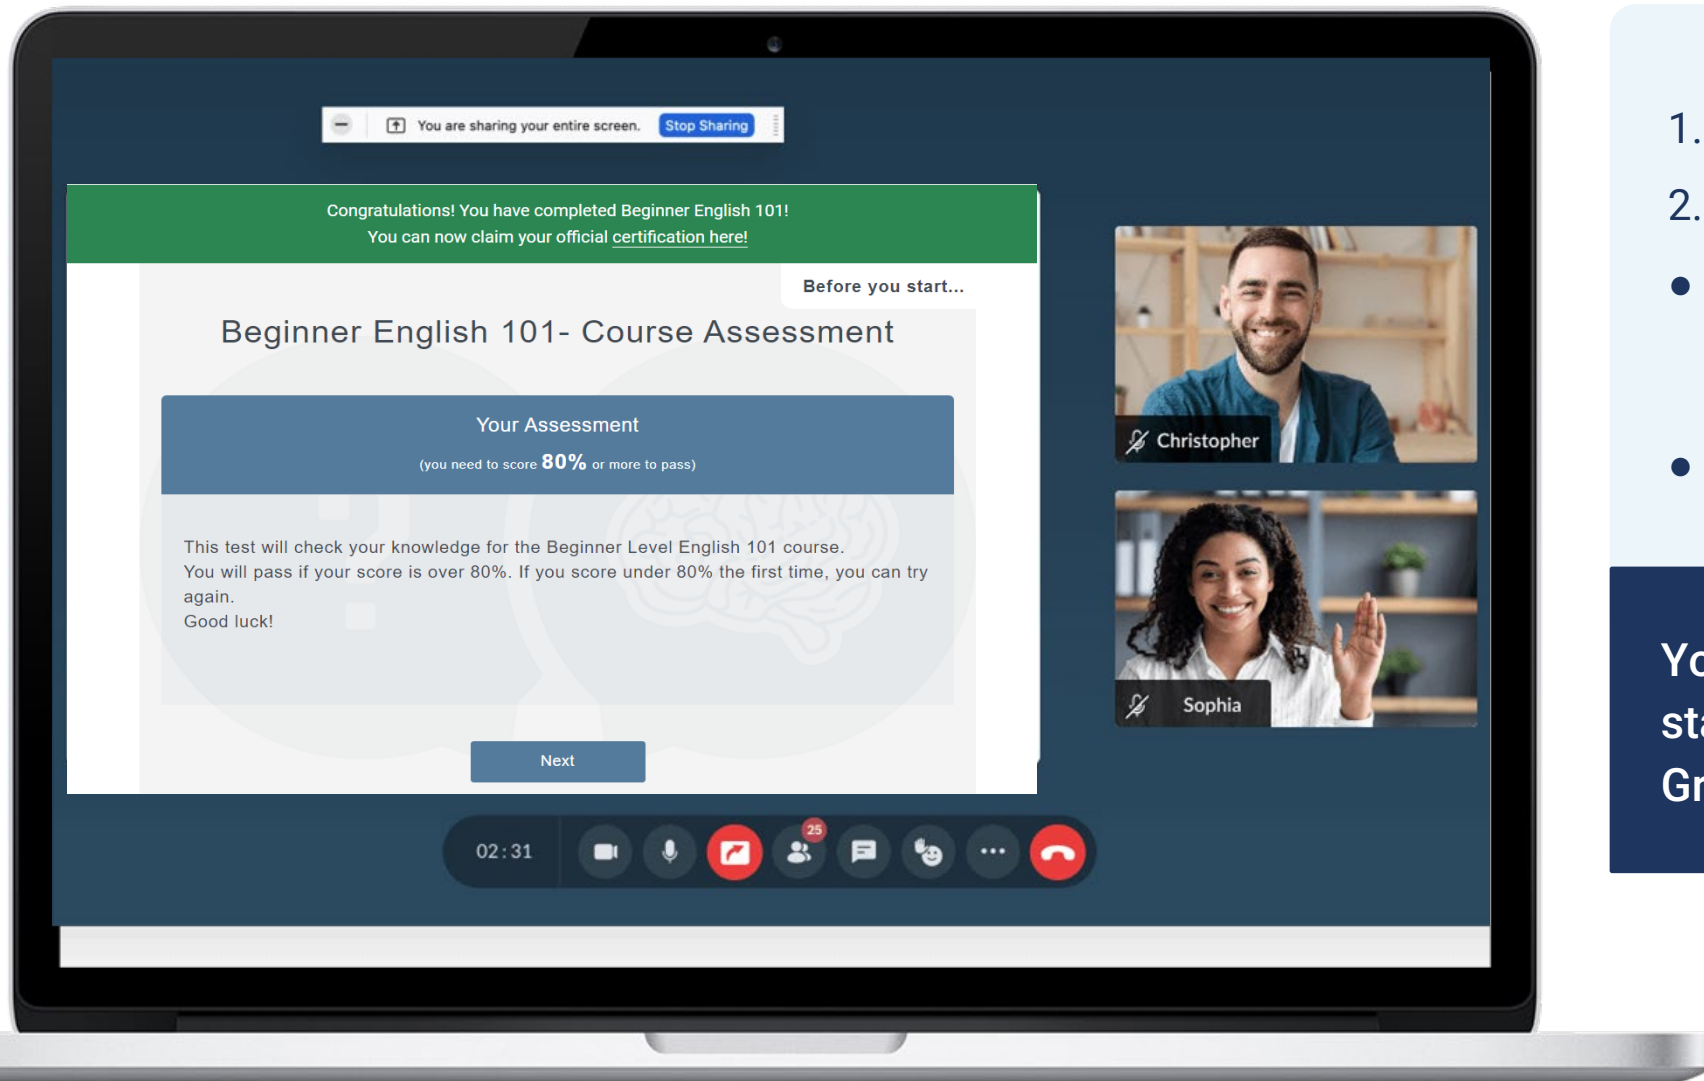 You are sharing your entire screen. Stop Sharing
Congratulations! You have completed Beginner English 101!
You can now claim your official certification here!
Before you start...
Beginner English 101- Course Assessment
Your Assessment
(you need to score 80% or more to pass)
This test will check your knowledge for the Beginner Level English 101 course.
You will pass if your score is over 80%. If you score under 80% the first time, you can try
again.
Good luck!
Next
Christopher
Sophia
02:31
25
1.
2.